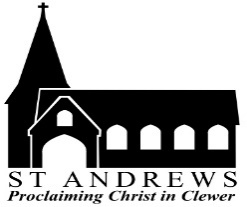 ST ANDREWS
Proclaiming Christ in Clewer